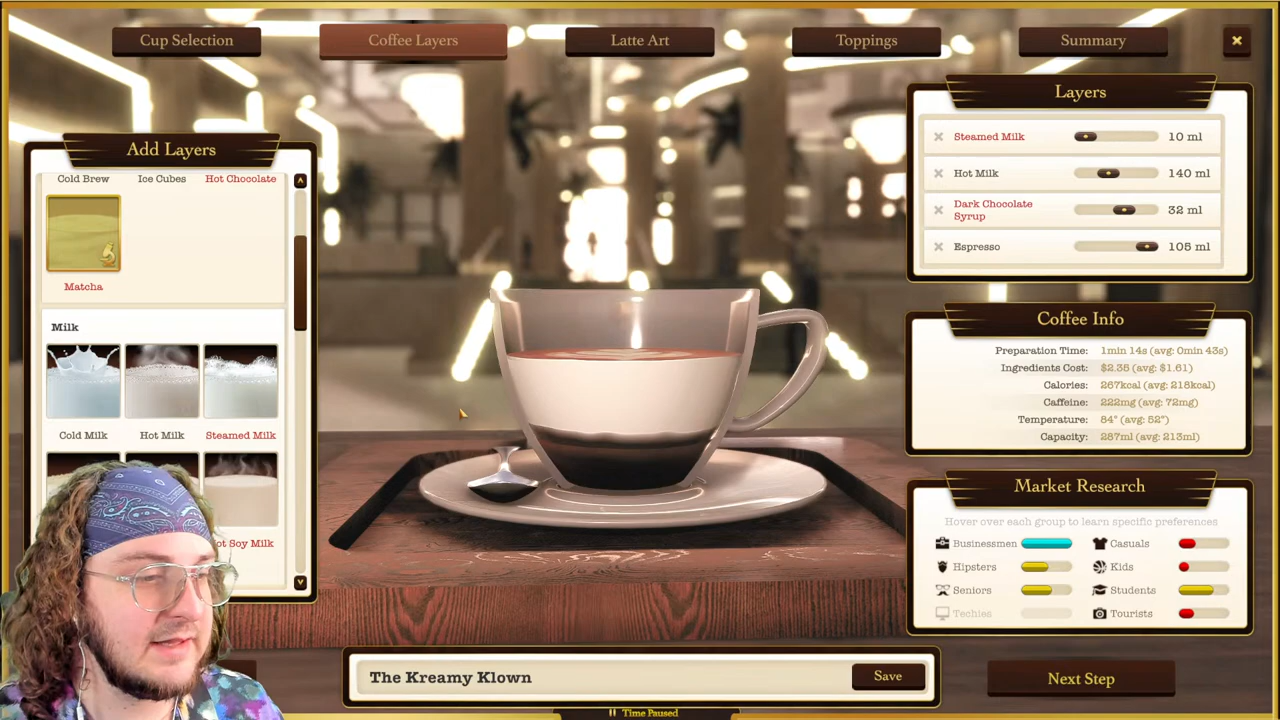 Cup Selection
Coffee Layers
Latte Art
Toppings
Summary
Add Layers
Cold Brew
Ice Cubes
Hot Chocolate
Matcha
Milk
Cold Milk
Hot Milk
Steamed Milk
ot Soy Milk
Layers
Steamed Milk 10 ml
Hot Milk 140 ml
Dark Chocolate
Syrup
32 ml
Espresso 105 ml
Coffee Info
Preparation Time: 1min 14s (avg: 0min 43s)
Ingredients Cost: $2.35 (avg: $1.61)
Calories: 267kcal (avg: 218kcal)
Caffeine: 222mg (avg: 72mg)
Temperature: 84° (avg: 52°)
Capacity: 287ml (avg: 213ml)
Market Research
Hover over each group to learn specific preferences
Businessmen
Casuals
Hipsters
Kids
Seniors
Students
Techies
Tourists
The Kreamy Klown
Save
Next Step
Time Paused